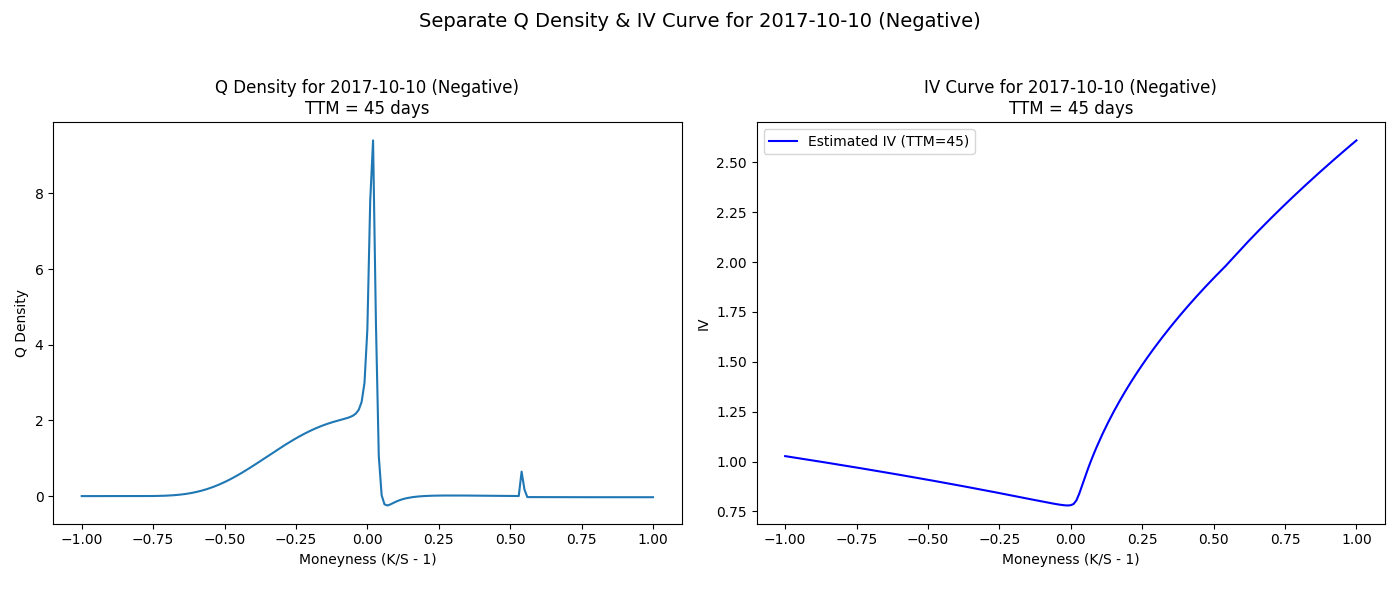 Separate Q Density & IV Curve for 2017-10-10 (Negative)
Q Density for 2017-10-10 (Negative)
TTM = 45 days
Q Density
8
6
4
2
0
−1.00 −0.75 −0.50 −0.25 0.00 0.25 0.50 0.75 1.00
Moneyness (K/S - 1)
IV Curve for 2017-10-10 (Negative)
TTM = 45 days
Estimated IV (TTM=45)
IV
2.50
2.25
2.00
1.75
1.50
1.25
1.00
0.75
−1.00 −0.75 −0.50 −0.25 0.00 0.25 0.50 0.75 1.00
Moneyness (K/S - 1)